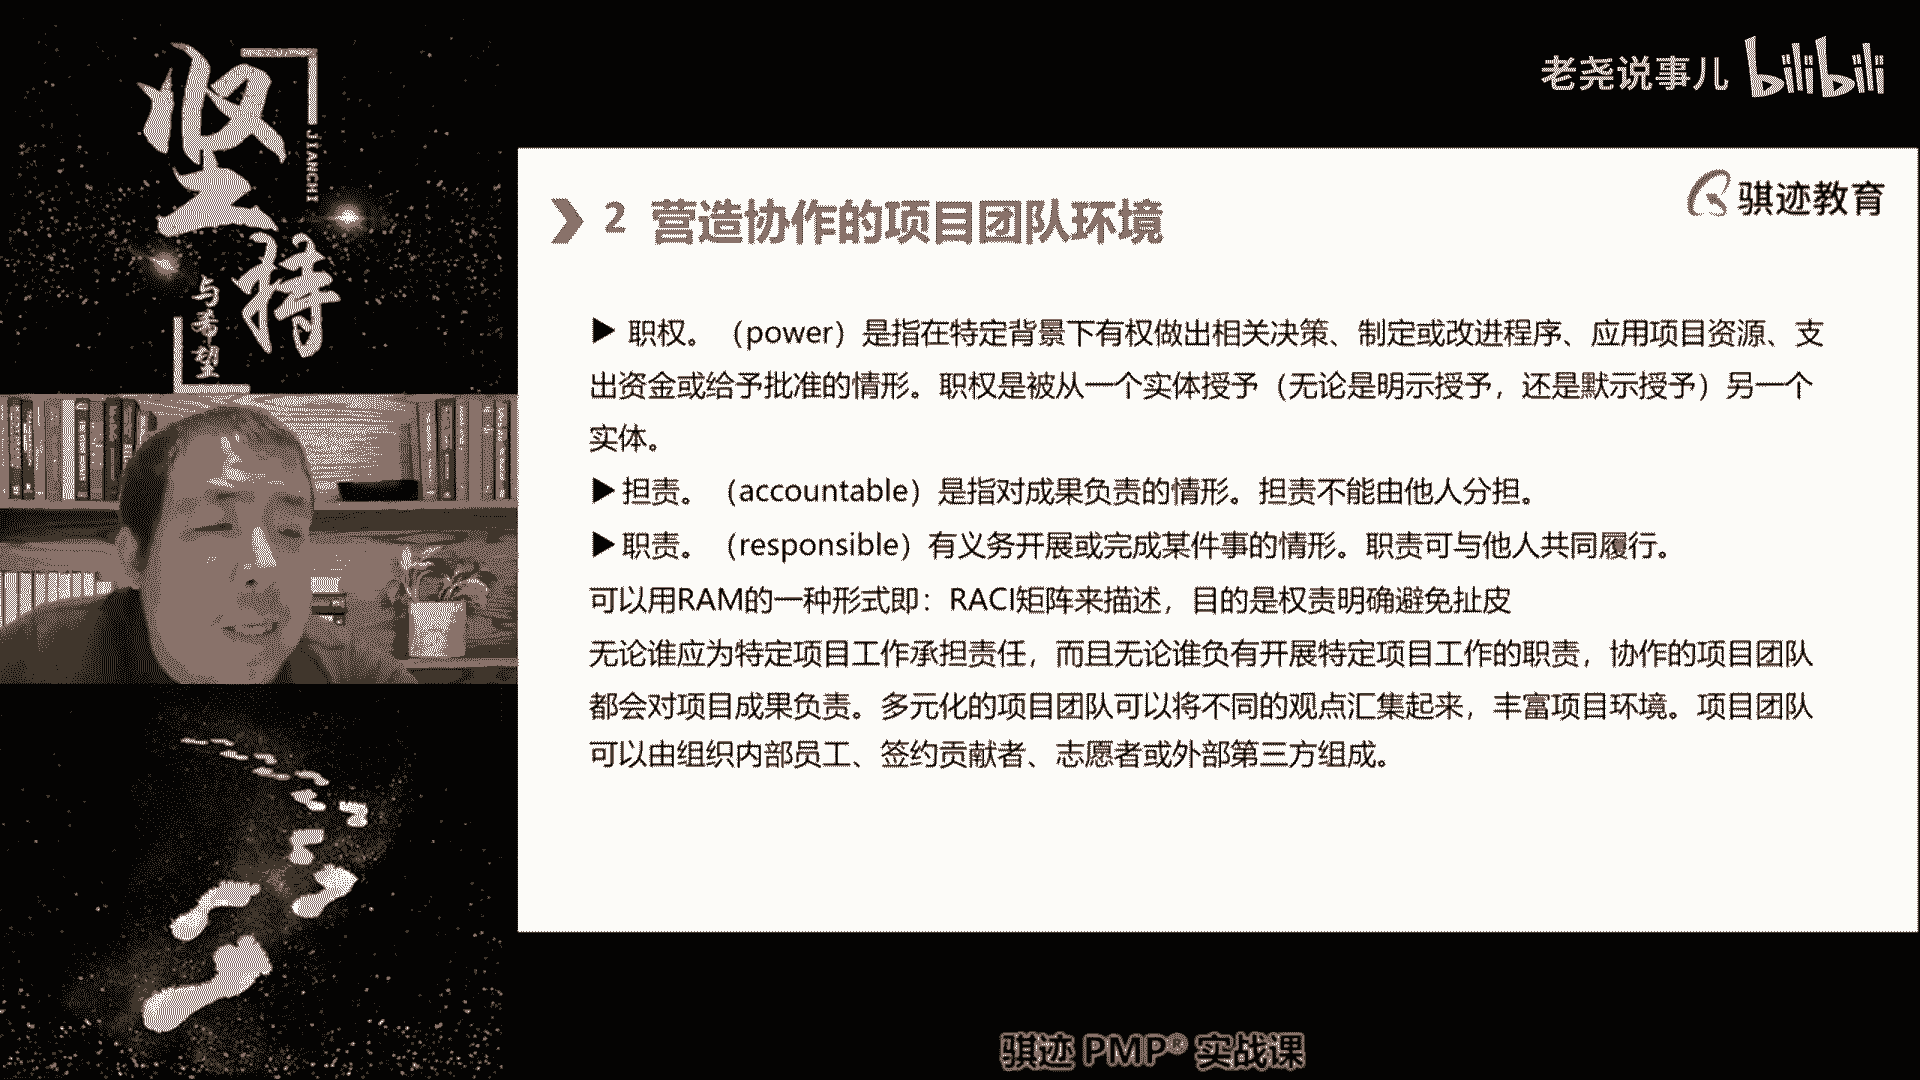 坚持
JIANCHI
与希望
老尧说事儿 bilibili
骐迹教育
2 营造协作的项目团队环境
▶ 职权。（power）是指在特定背景下有权做出相关决策、制定或改进程序、应用项目资源、支
出资金或给予批准的情形。职权是被从一个实体授予（无论是明示授予，还是默示授予）另一个
实体。
▶ 担责。（accountable）是指对成果负责的情形。担责不能由他人分担。
▶ 职责。（responsible）有义务开展或完成某件事的情形。职责可与他人共同履行。
可以用RAM的一种形式即：RACI矩阵来描述，目的是权责明确避免扯皮
无论谁应为特定项目工作承担责任，而且无论谁负有开展特定项目工作的职责，协作的项目团队
都会对项目成果负责。多元化的项目团队可以将不同的观点汇集起来，丰富项目环境。项目团队
可以由组织内部员工、签约贡献者、志愿者或外部第三方组成。
骐迹 PMP® 实战课